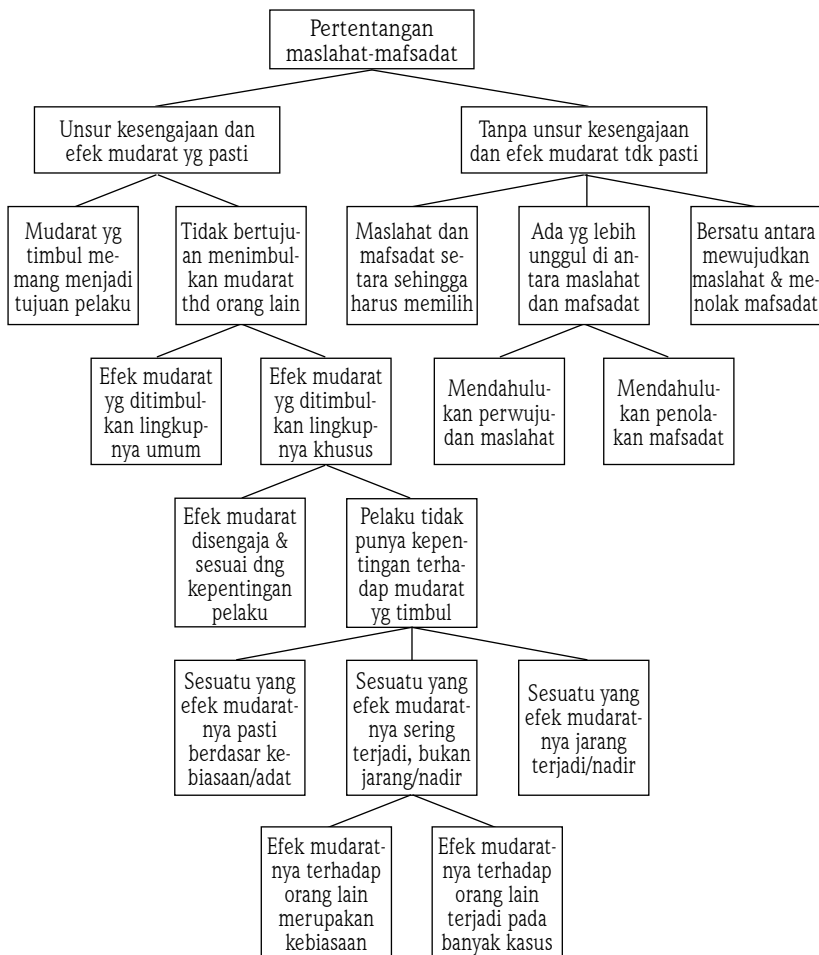 Pertentangan
maslahat-mafsadat
Unsur kesengajaan dan
efek mudarat yg pasti
Tanpa unsur kesengajaan
dan efek mudarat tdk pasti
Mudarat yg
timbul me-
mang menjadi
tujuan pelaku
Tidak bertuju-
an menimbul-
kan mudarat
thd orang lain
Maslahat dan
mafsadat se-
tara sehingga
harus memilih
Ada yg lebih
unggul di an-
tara maslahat
dan mafsadat
Bersatu antara
mewujudkan
maslahat & me-
nolak mafsadat
Efek mudarat
yg ditimbul-
kan lingkup-
nya umum
Efek mudarat
yg ditimbul-
kan lingkup-
nya khusus
Mendahulu-
kan perwuju-
dan maslahat
Mendahulu-
kan penola-
kan mafsadat
Efek mudarat
disengaja &
sesuai dng
kepentingan
pelaku
Pelaku tidak
punya kepen-
tingan terha-
dap mudarat
yg timbul
Sesuatu yang
efek mudarat-
nya pasti
berdasar ke-
biasaan/adat
Sesuatu yang
efek mudarat-
nya sering
terjadi, bukan
jarang/nadir
Sesuatu yang
efek mudarat-
nya jarang
terjadi/nadir
Efek mudarat-
nya terhadap
orang lain
merupakan
kebiasaan
Efek mudarat-
nya terhadap
orang lain
terjadi pada
banyak kasus